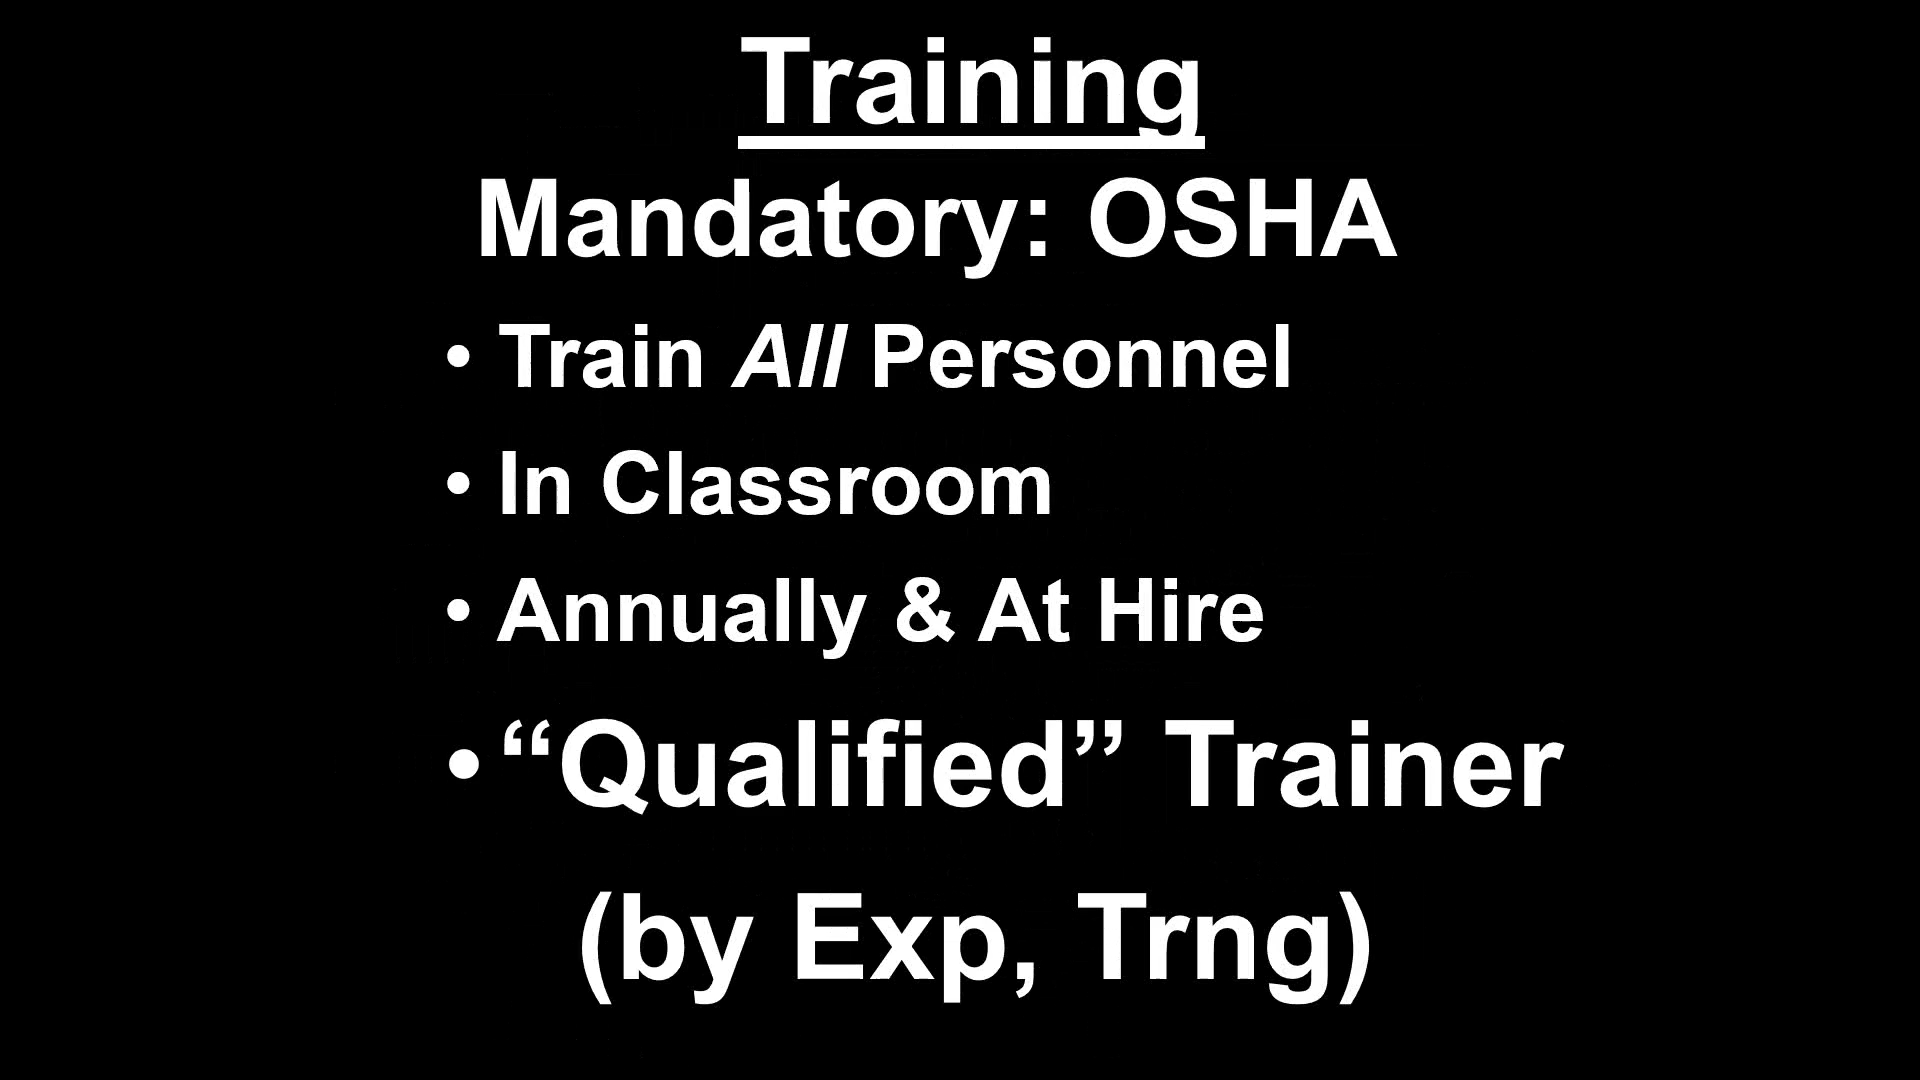 Training
Mandatory: OSHA
• Train All Personnel
• In Classroom
• Annually & At Hire
• “Qualified” Trainer
(by Exp, Trng)